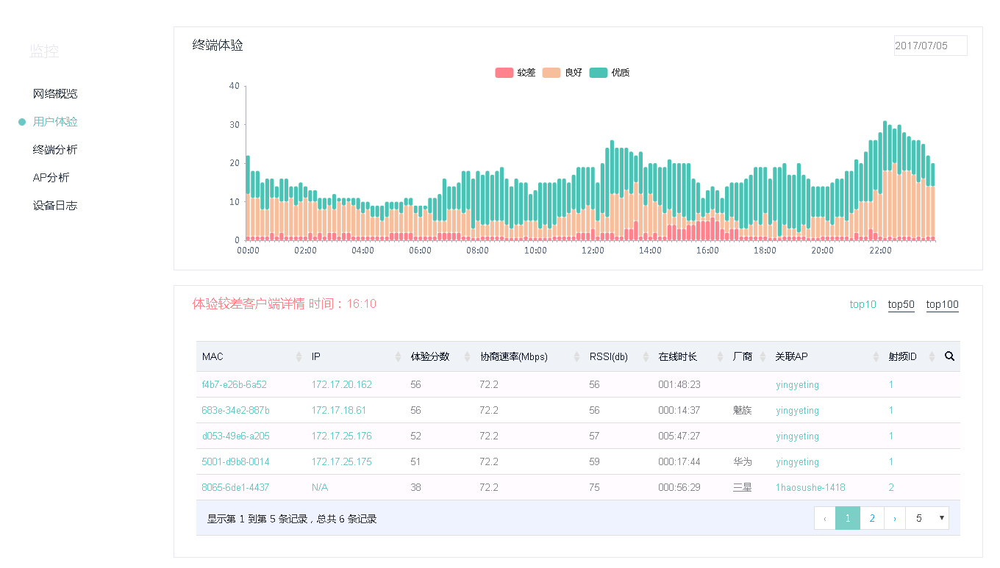 监控
网络概览
用户体验
终端分析
AP分析
设备日志
终端体验
2017/07/05
较差 良好 优质
40
30
20
10
0
00:00 02:00 04:00 06:00 08:00 10:00 12:00 14:00 16:00 18:00 20:00 22:00
体验较差客户端详情 时间：16:10
top10 top50 top100
MAC IP 体验分数 协商速率(Mbps) RSSI(db) 在线时长 厂商 关联AP 射频ID
f4b7-e26b-6a52 172.17.20.162 56 72.2 56 001:48:23 yingyeting 1
683e-34e2-887b 172.17.18.61 56 72.2 56 000:14:37 魅族 yingyeting 1
d053-49e6-a205 172.17.25.176 52 72.2 57 005:47:27 yingyeting 1
5001-d9b8-0014 172.17.25.175 51 72.2 59 000:17:44 华为 yingyeting 1
8065-6de1-4437 N/A 38 72.2 75 000:56:29 三星 1haosushe-1418 2
显示第 1 到第 5 条记录，总共 6 条记录
‹ 1 2 › 5